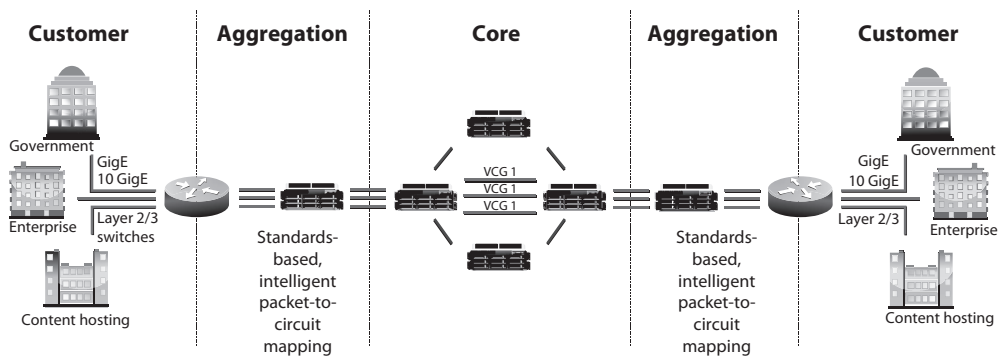 Customer
Aggregation
Core
Aggregation
Customer
Government
GigE
10 GigE
Enterprise
Layer 2/3
switches
Content hosting
Standards-
based,
intelligent
packet-to-
circuit
mapping
VCG 1
VCG 1
VCG 1
Standards-
based,
intelligent
packet-to-
circuit
mapping
GigE
10 GigE
Layer 2/3
Government
Enterprise
Content hosting